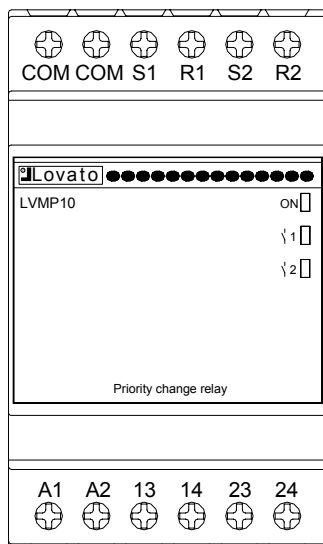 COM COM S1 R1 S2 R2
Lovato
LVMP10
ON
1
2
Priority change relay
A1 A2 13 14 23 24